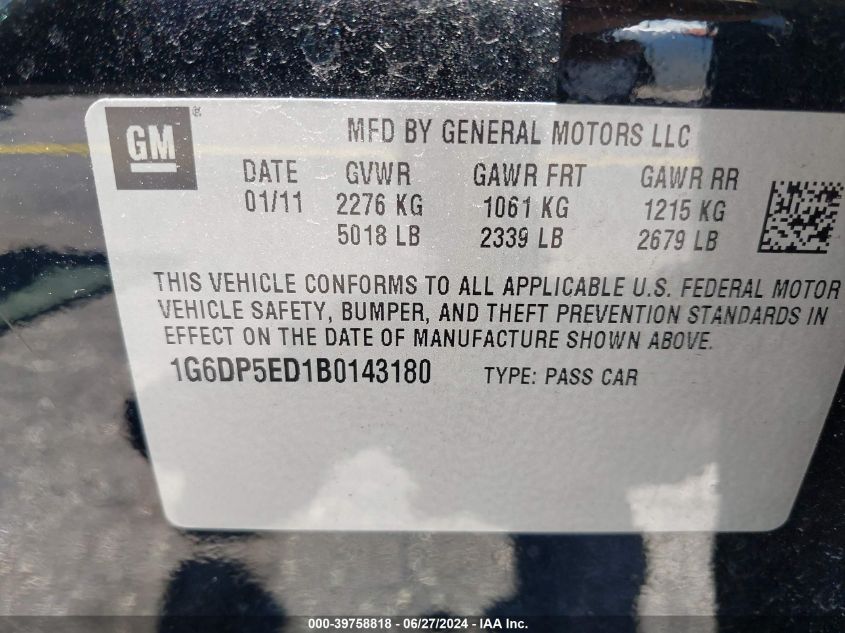 GM®
MFD BY GENERAL MOTORS LLC
DATE GVWR GAWR FRT GAWR RR
01/11 2276 KG 1061 KG 1215 KG
5018 LB 2339 LB 2679 LB
THIS VEHICLE CONFORMS TO ALL APPLICABLE U.S. FEDERAL MOTOR
VEHICLE SAFETY, BUMPER, AND THEFT PREVENTION STANDARDS IN
EFFECT ON THE DATE OF MANUFACTURE SHOWN ABOVE.
1G6DP5ED1B0143180 TYPE: PASS CAR
000-39758818 - 06/27/2024 - IAA Inc.